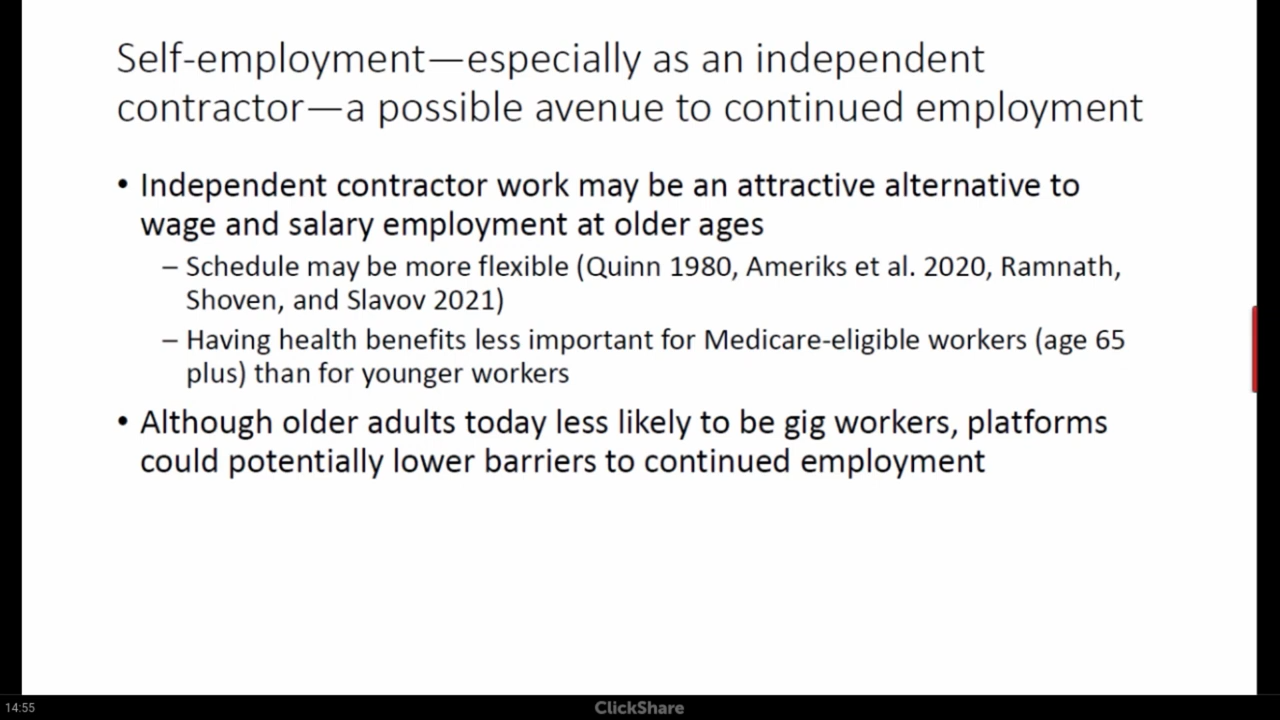 Self-employment—especially as an independent
contractor—a possible avenue to continued employment
• Independent contractor work may be an attractive alternative to
wage and salary employment at older ages
– Schedule may be more flexible (Quinn 1980, Ameriks et al. 2020, Ramnath,
Shoven, and Slavov 2021)
– Having health benefits less important for Medicare-eligible workers (age 65
plus) than for younger workers
• Although older adults today less likely to be gig workers, platforms
could potentially lower barriers to continued employment
14:55
ClickShare